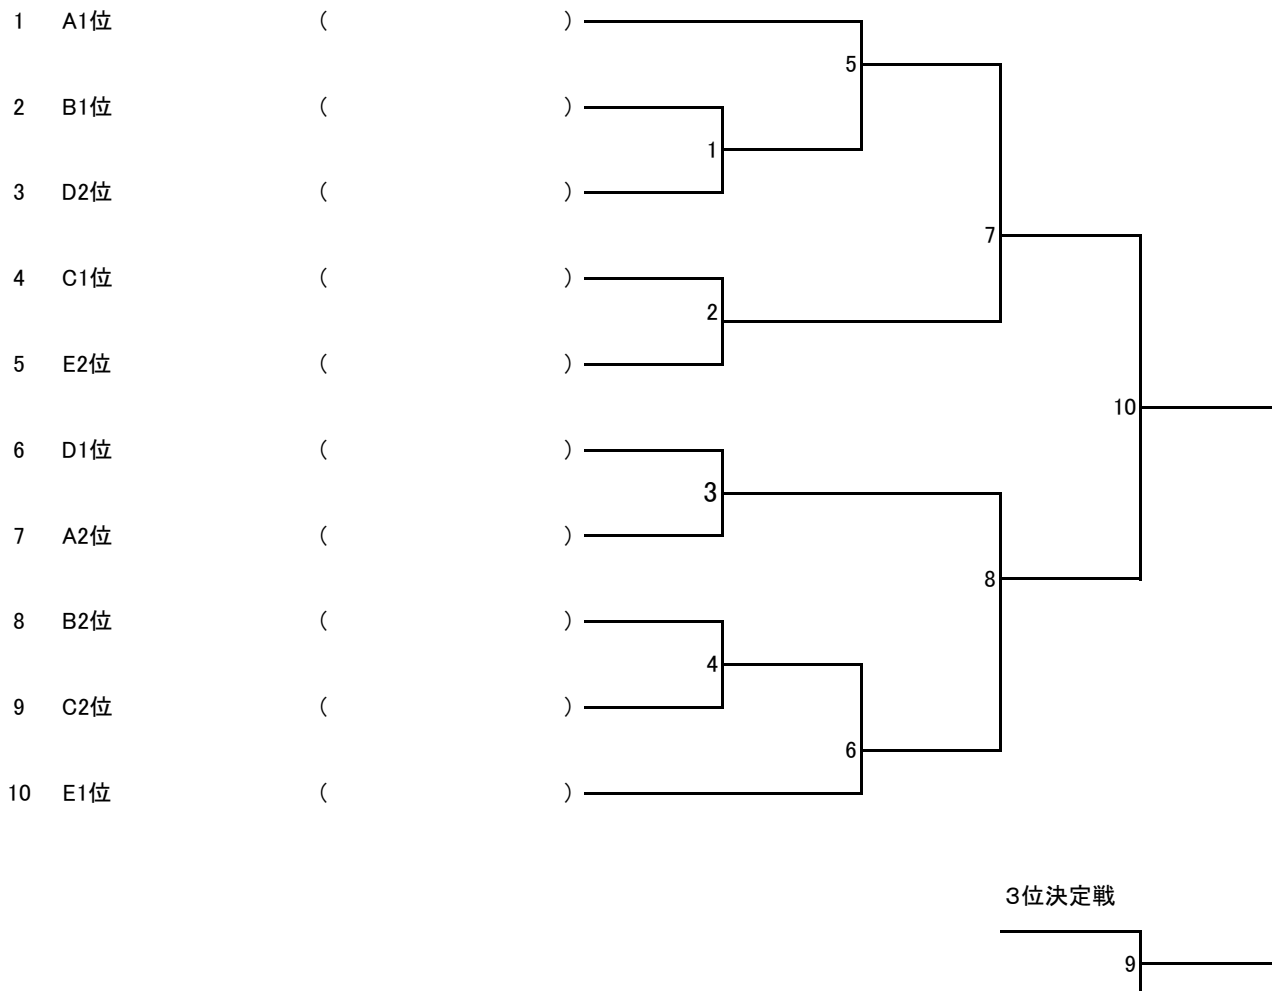 1 A1位 ( )
5
2 B1位 ( )
1
3 D2位 ( )
7
4 C1位 ( )
2
5 E2位 ( )
10
6 D1位 ( )
3
7 A2位 ( )
8
8 B2位 ( )
4
9 C2位 ( )
6
10 E1位 ( )
3位決定戦
9